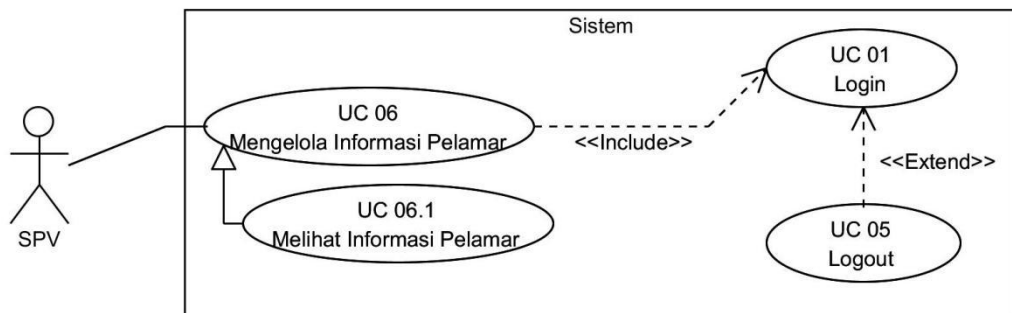 Sistem
UC 01
Login
UC 06
Mengelola Informasi Pelamar
<<Include>>
<<Extend>>
UC 06.1
Melihat Informasi Pelamar
SPV
UC 05
Logout